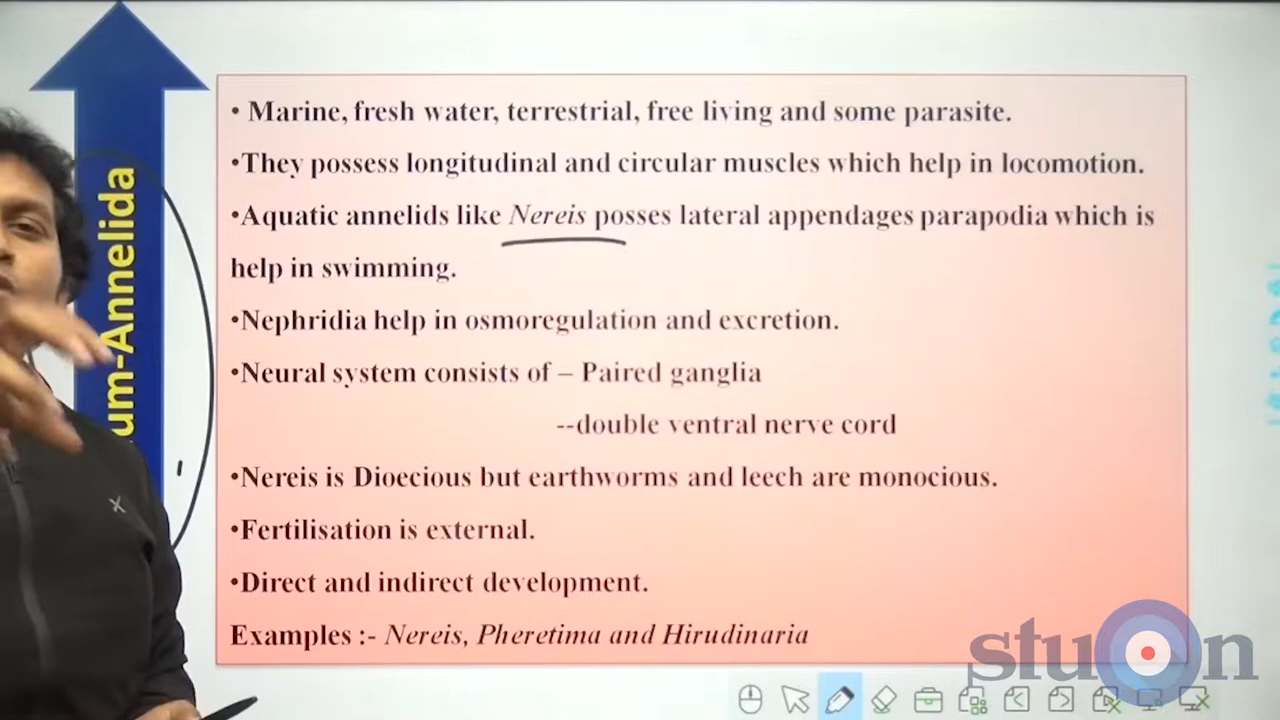 um-Annelida
• Marine, fresh water, terrestrial, free living and some parasite.
•They possess longitudinal and circular muscles which help in locomotion.
•Aquatic annelids like Nereis posses lateral appendages parapodia which is
help in swimming.
•Nephridia help in osmoregulation and excretion.
•Neural system consists of – Paired ganglia
--double ventral nerve cord
•Nereis is Dioecious but earthworms and leech are monocious.
•Fertilisation is external.
•Direct and indirect development.
Examples :- Nereis, Pheretima and Hirudinaria
stuon